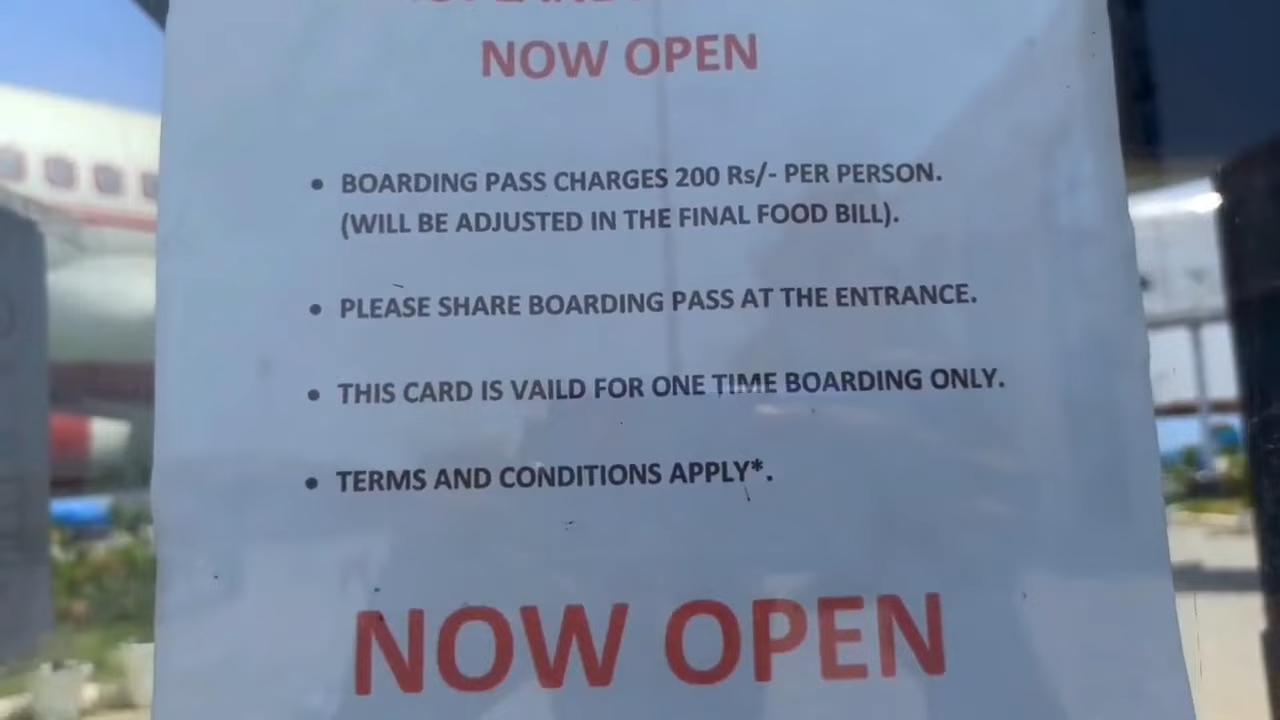 NOW OPEN
• BOARDING PASS CHARGES 200 Rs/- PER PERSON.
(WILL BE ADJUSTED IN THE FINAL FOOD BILL).
• PLEASE SHARE BOARDING PASS AT THE ENTRANCE.
• THIS CARD IS VAILD FOR ONE TIME BOARDING ONLY.
• TERMS AND CONDITIONS APPLY*.
NOW OPEN